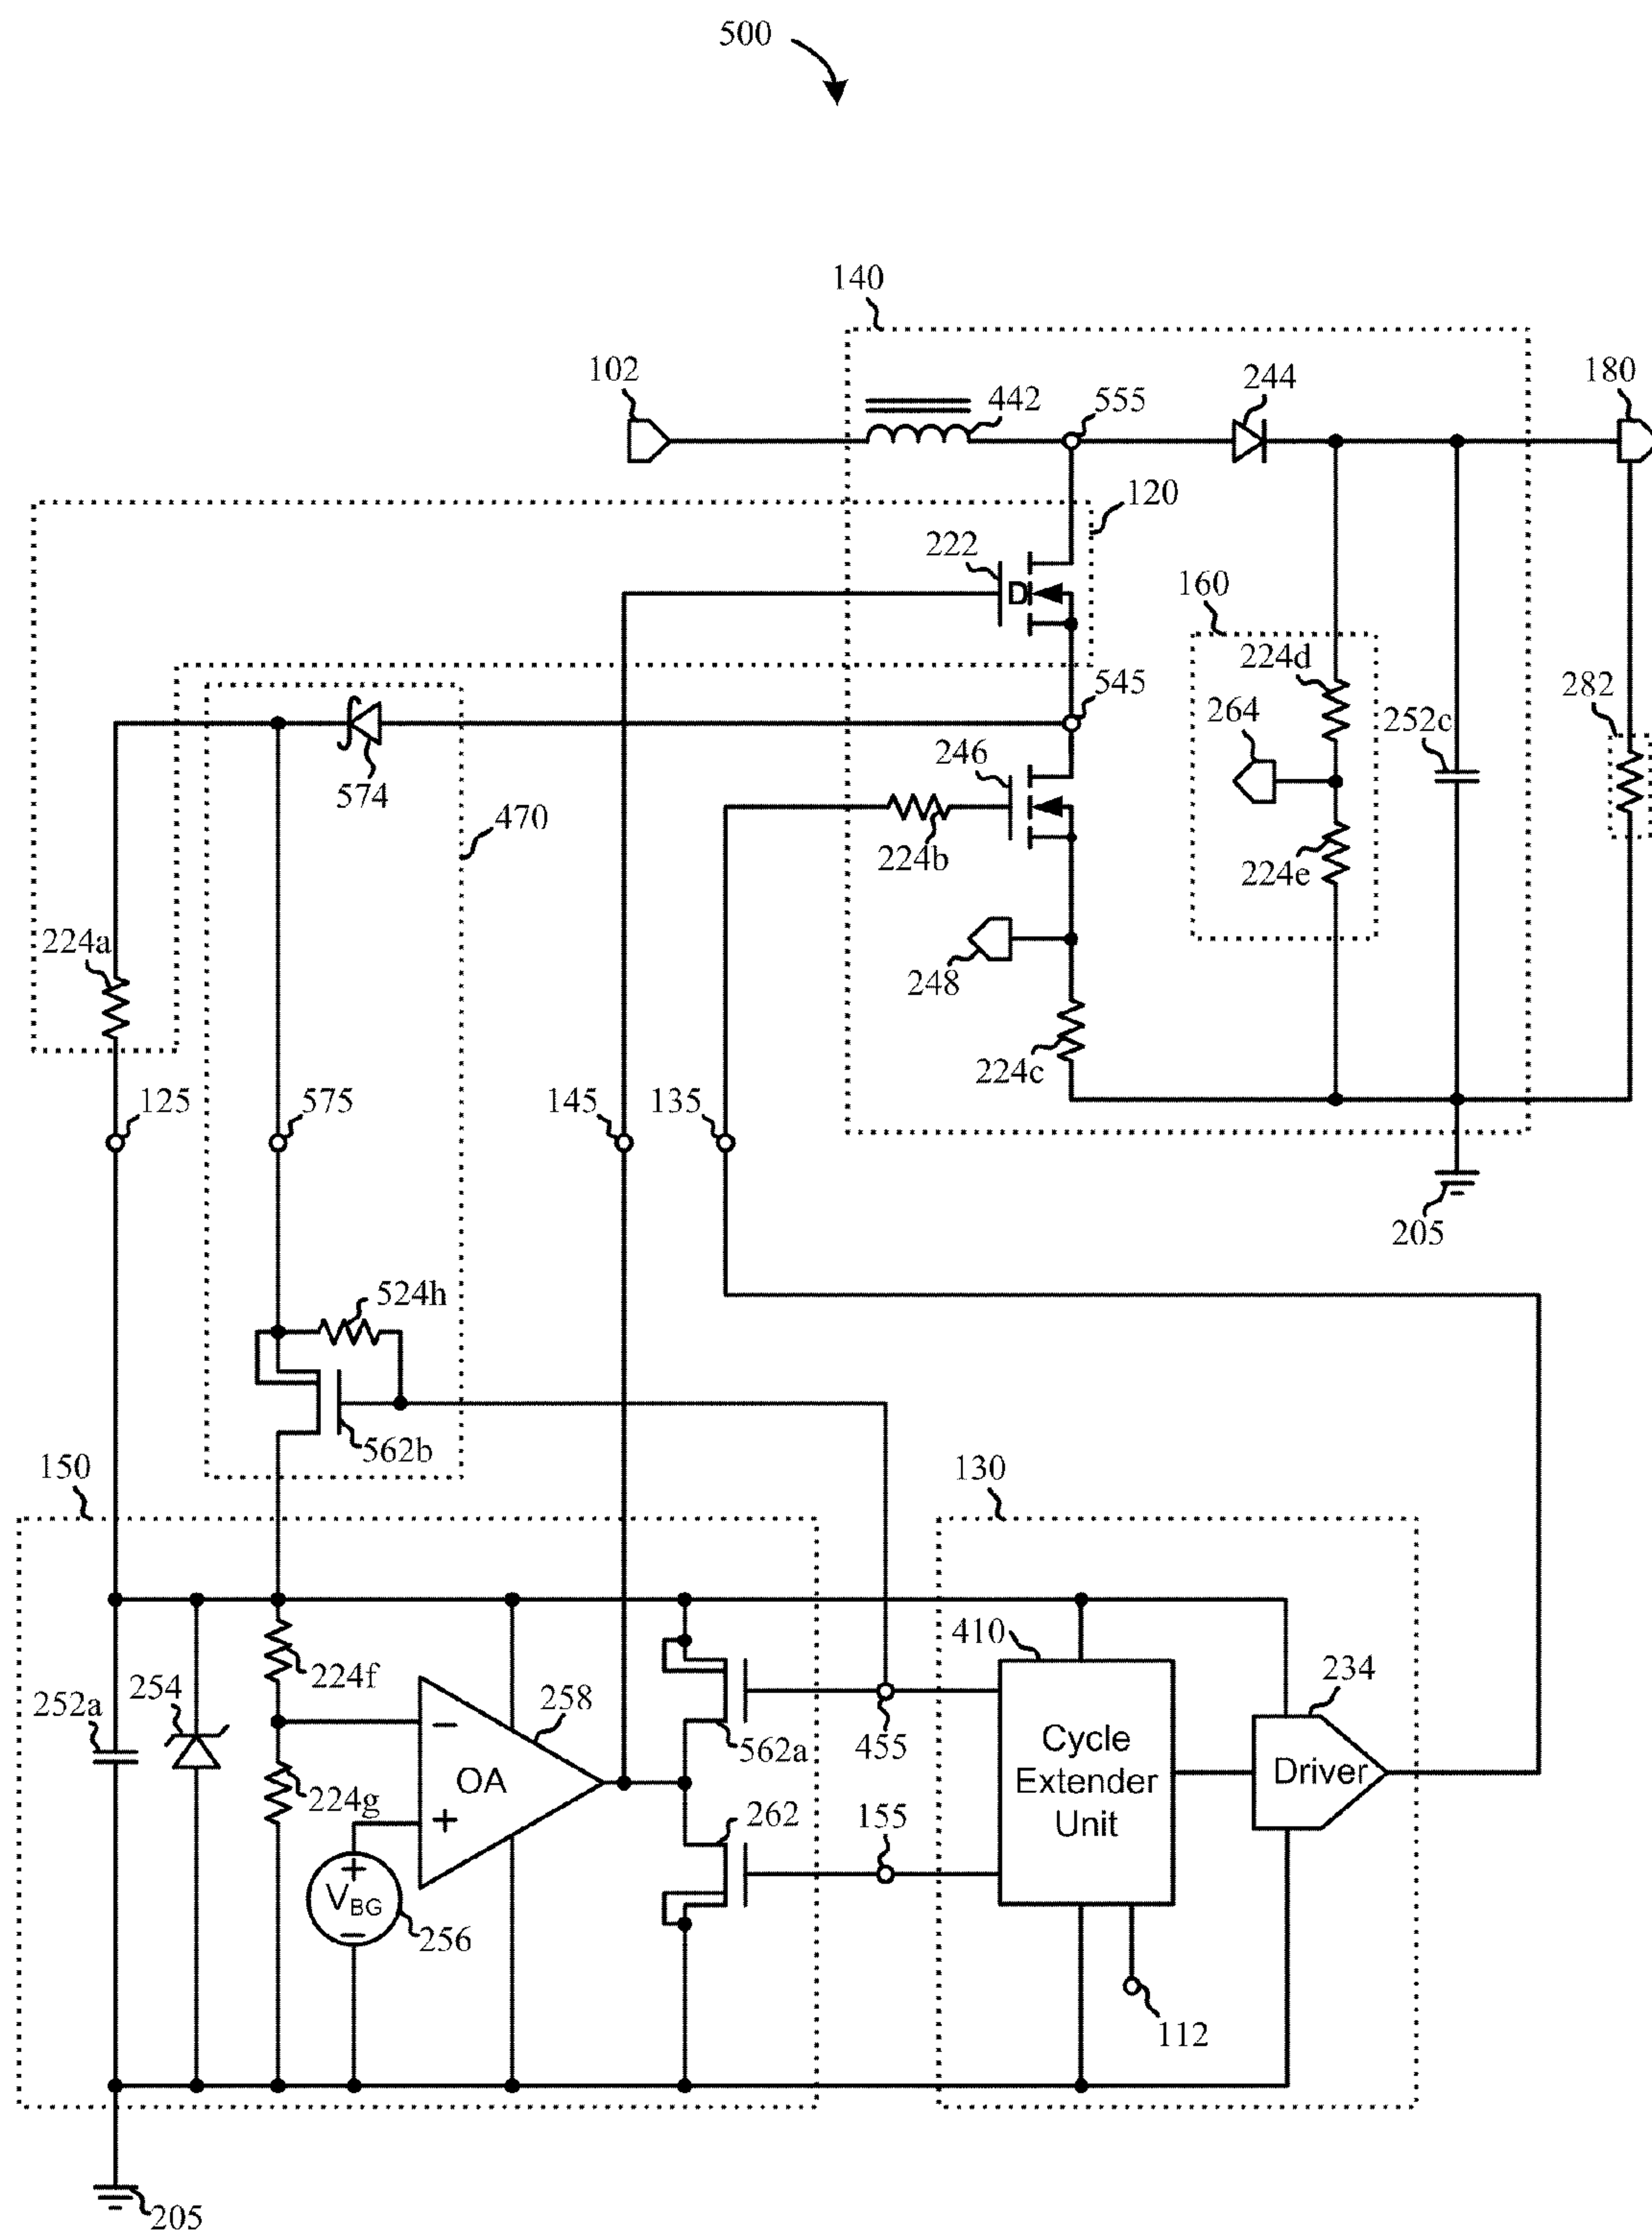 500
140
102
442
555
244
180
120
222
D
160
224d
545
264
282
574
246
252c
470
224b
224e
224a
248
224c
125
575
145
135
205
524h
562b
150
130
410
234
224f
258
252a
254
562a
455
Cycle
Extender
Unit
Driver
−
OA
224g
+
262
155
+
VBG
−
256
112
205